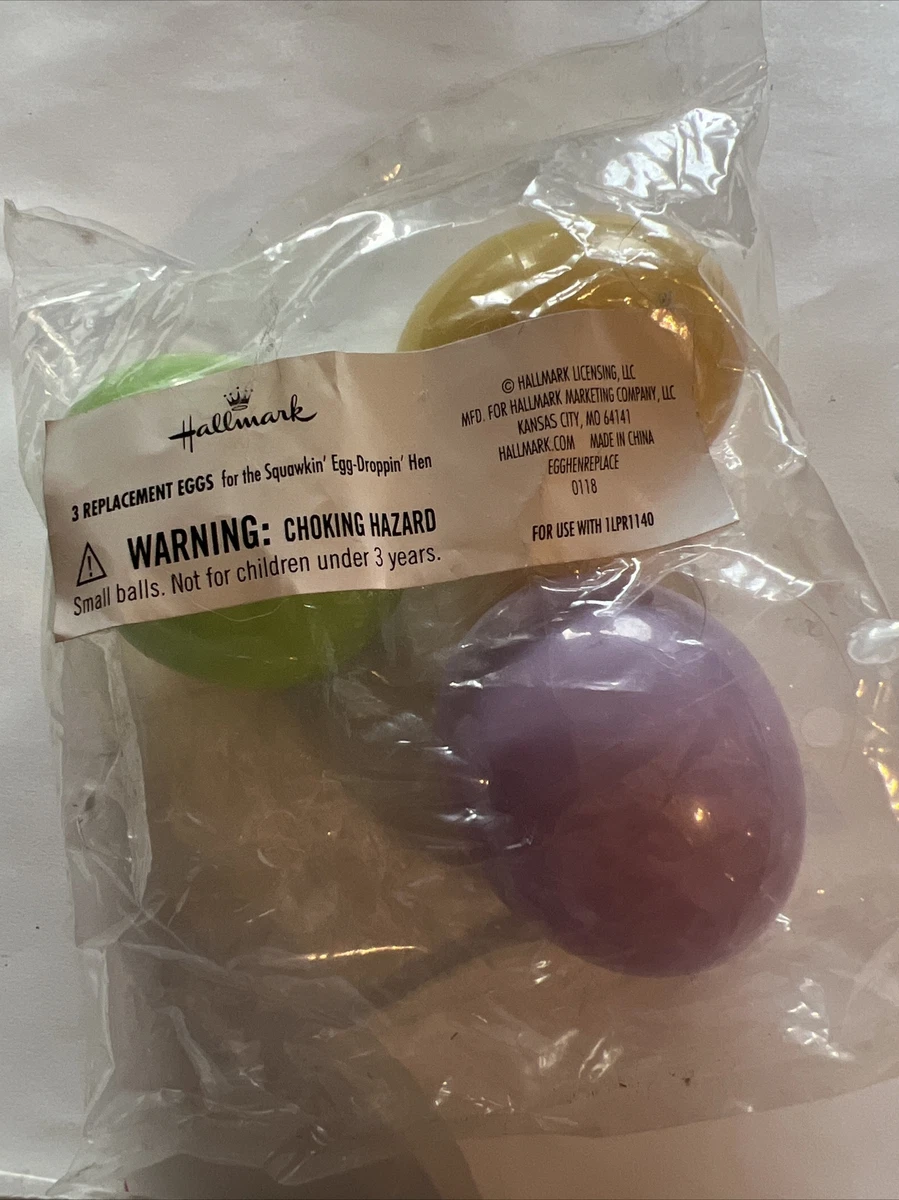 Hallmark
3 REPLACEMENT EGGS for the Squawkin' Egg-Droppin' Hen
WARNING: CHOKING HAZARD
Small balls. Not for children under 3 years.
© HALLMARK LICENSING, LLC
MFD. FOR HALLMARK MARKETING COMPANY, LLC
KANSAS CITY, MO 64141
HALLMARK.COM MADE IN CHINA
EGGHENREPLACE
0118
FOR USE WITH 1LPR1140